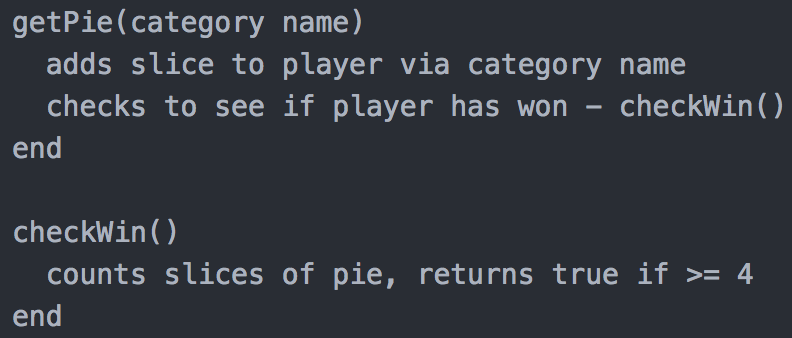 getPie(category name)
  adds slice to player via category name
  checks to see if player has won – checkWin()
end

checkWin()
  counts slices of pie, returns true if >= 4
end